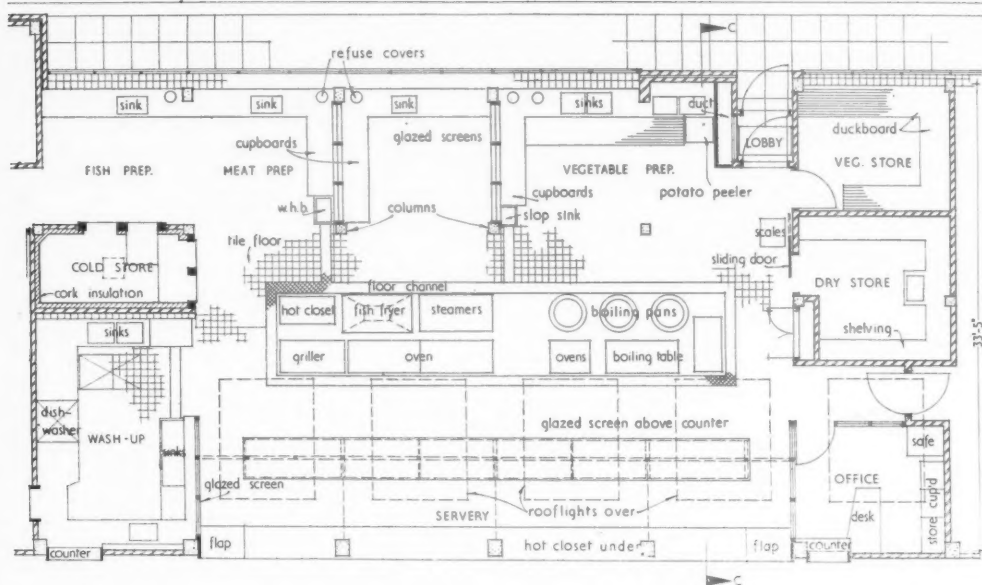 C
refuse covers
sink
sink
sink
sinks
duct
LOBBY
duckboard
cupboards
glazed screens
FISH PREP.
MEAT PREP
VEGETABLE PREP.
VEG. STORE
w.h.b.
columns
cupboards
slop sink
potato peeler
scales
tile floor
sliding door
COLD STORE
cork insulation
floor channel
DRY STORE
hot closet
fish fryer
steamers
boiling pans
shelving
33'-5"
sinks
griller
oven
ovens
boiling table
dish-
washer
WASH-UP
sinks
glazed screen above counter
safe
glazed screen
OFFICE
rooflights over
SERVERY
desk
store cup'd
counter
flap
hot closet under
flap
counter
C